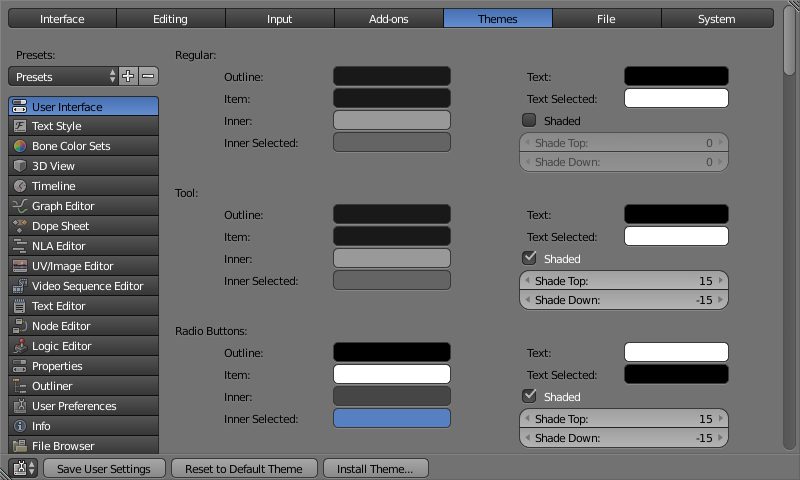 Interface Editing Input Add-ons Themes File System
Presets:
Presets
User Interface
Text Style
Bone Color Sets
3D View
Timeline
Graph Editor
Dope Sheet
NLA Editor
UV/Image Editor
Video Sequence Editor
Text Editor
Node Editor
Logic Editor
Properties
Outliner
User Preferences
Info
File Browser
Regular:
Outline:
Item:
Inner:
Inner Selected:
Text:
Text Selected:
Shaded
Shade Top: 0
Shade Down: 0
Tool:
Outline:
Item:
Inner:
Inner Selected:
Text:
Text Selected:
Shaded
Shade Top: 15
Shade Down: -15
Radio Buttons:
Outline:
Item:
Inner:
Inner Selected:
Text:
Text Selected:
Shaded
Shade Top: 15
Shade Down: -15
Save User Settings Reset to Default Theme Install Theme...